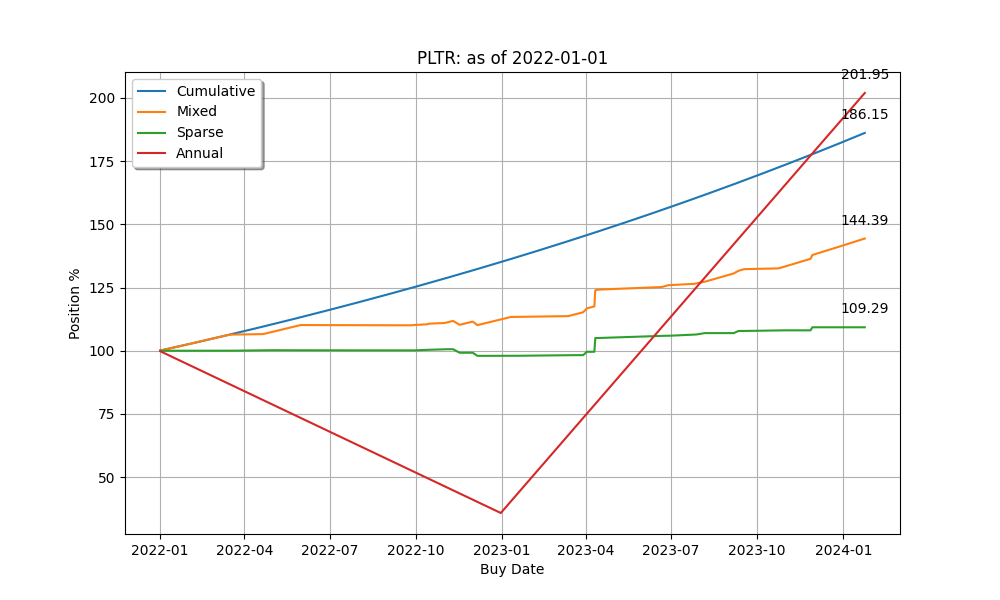 PLTR: as of 2022-01-01
Cumulative
Mixed
Sparse
Annual
201.95
186.15
144.39
109.29
Position %
200
175
150
125
100
75
50
2022-01 2022-04 2022-07 2022-10 2023-01 2023-04 2023-07 2023-10 2024-01
Buy Date